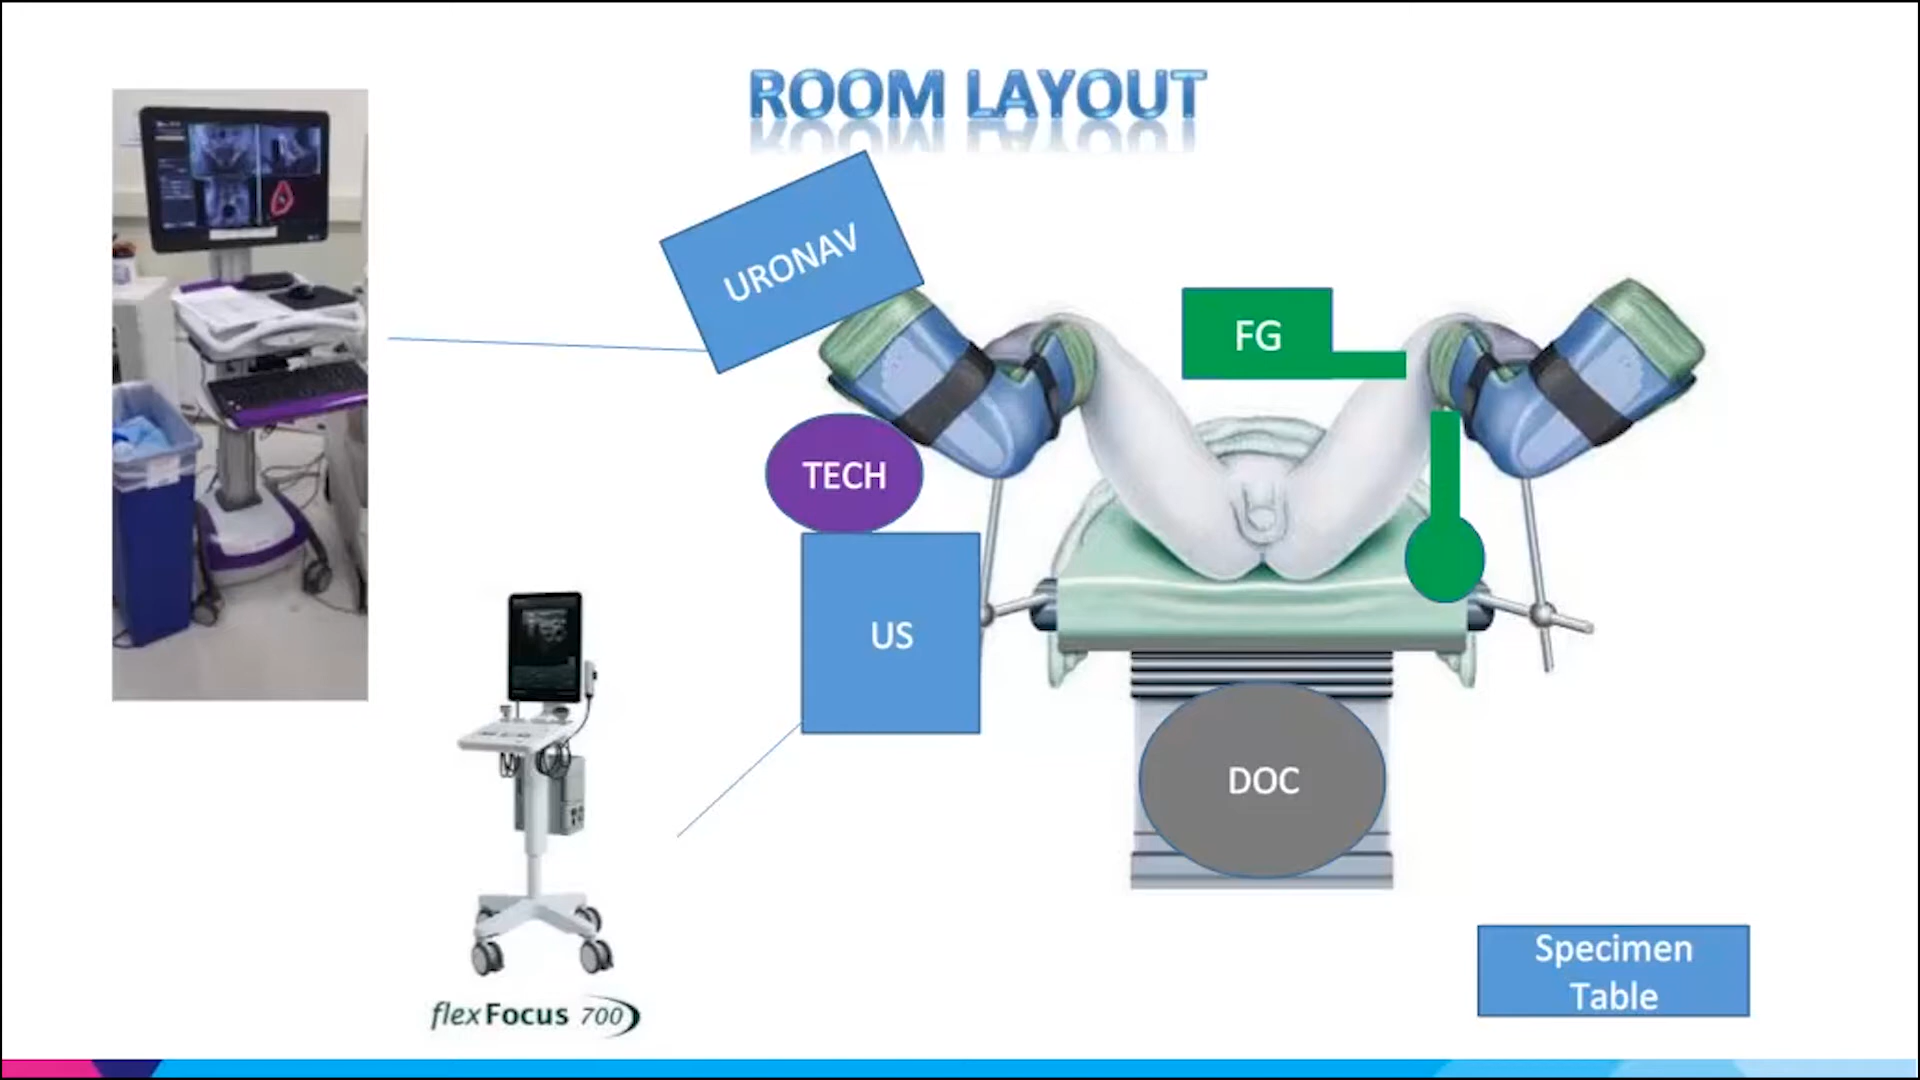 ROOM LAYOUT
URONAV
FG
TECH
US
DOC
flexFocus 700
Specimen
Table